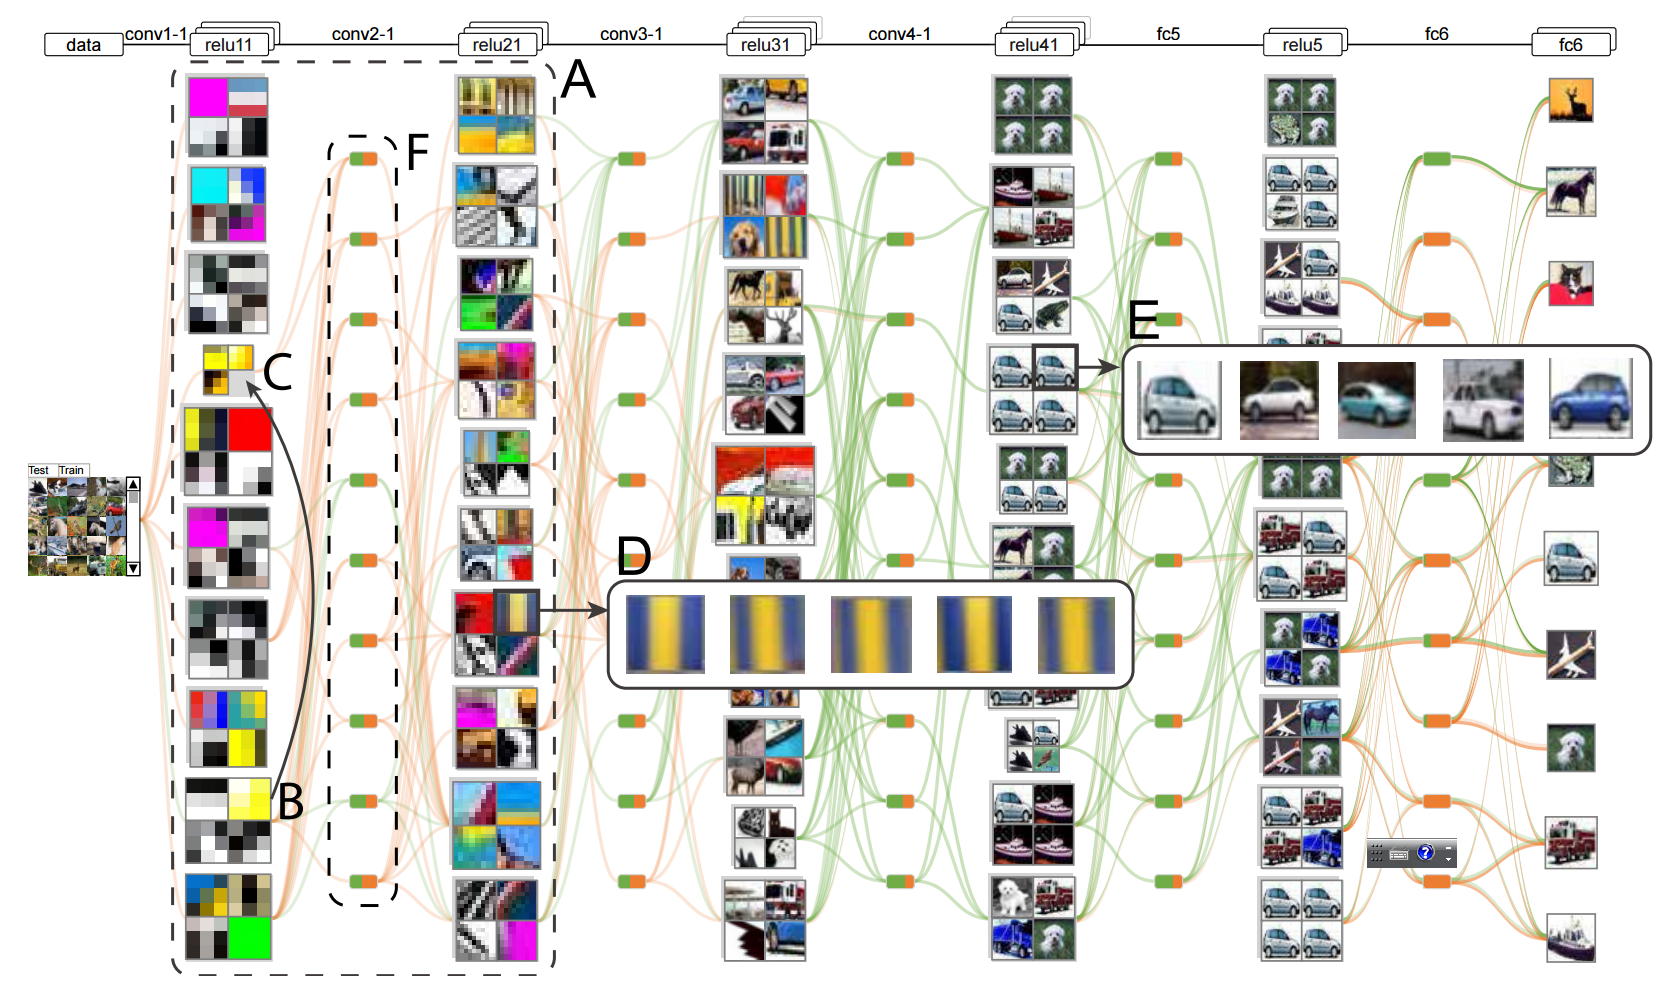 data
conv1-1
relu11
conv2-1
relu21
conv3-1
relu31
conv4-1
relu41
fc5
relu5
fc6
fc6
A
F
C
E
Test
Train
D
B
?